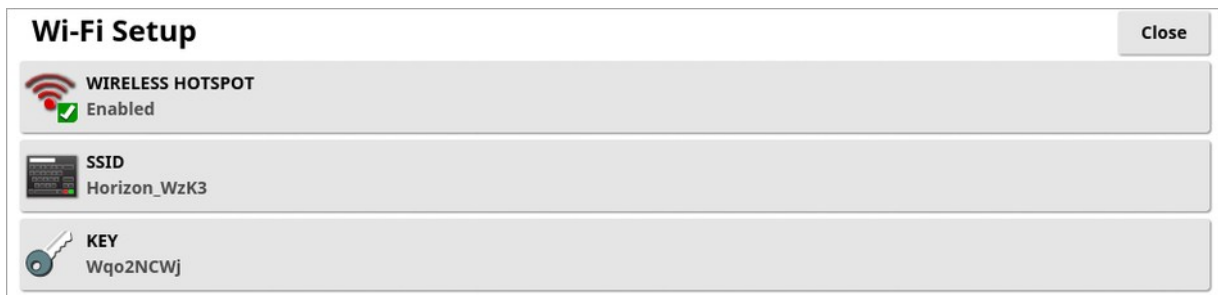 Wi-Fi Setup
Close
WIRELESS HOTSPOT
Enabled
SSID
Horizon_WzK3
KEY
Wqo2NCWj